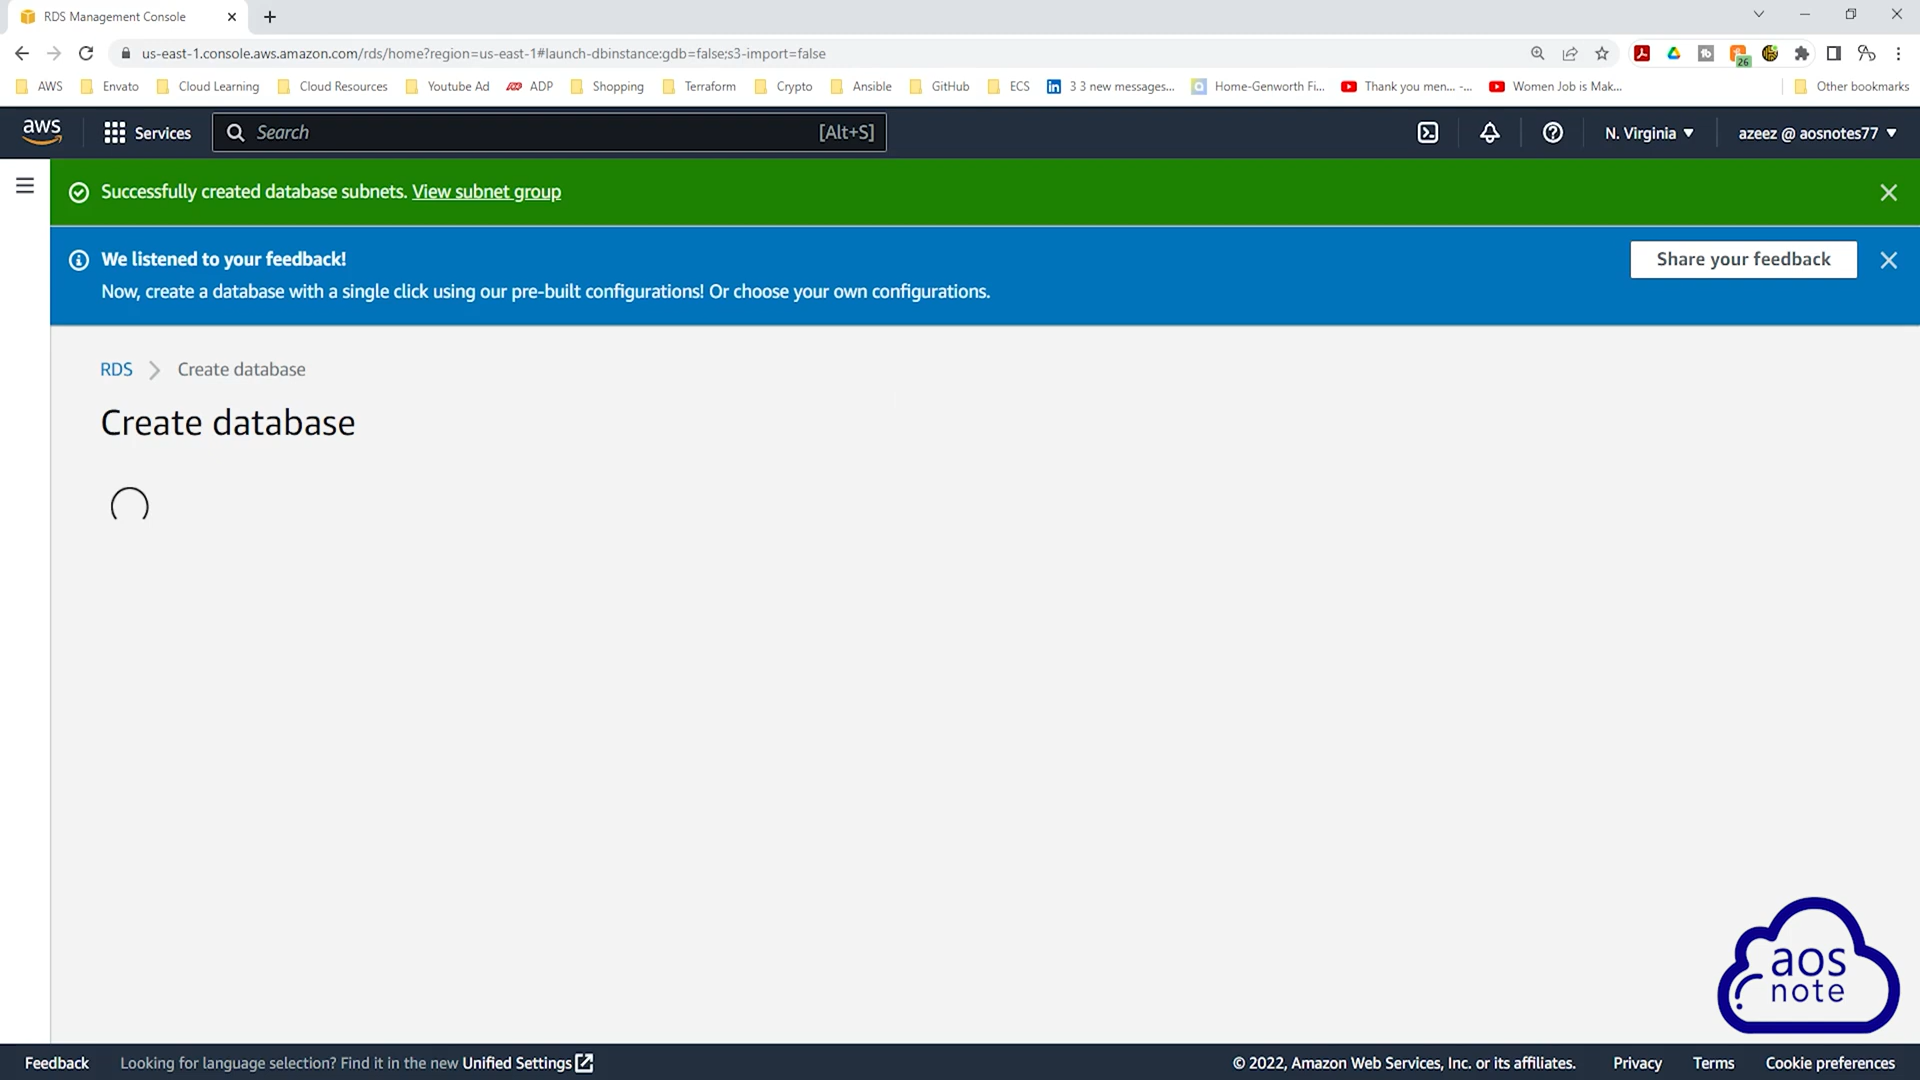 RDS Management Console
us-east-1.console.aws.amazon.com/rds/home?region=us-east-1#launch-dbinstance:gdb=false;s3-import=false
26
AWS Envato Cloud Learning Cloud Resources Youtube Ad ADP Shopping Terraform Crypto Ansible GitHub ECS 3 3 new messages... Home-Genworth Fi... Thank you men... -... Women Job is Mak... Other bookmarks
aws Services Search [Alt+S] N. Virginia azeez @ aosnotes77
Successfully created database subnets. View subnet group
We listened to your feedback! Share your feedback
Now, create a database with a single click using our pre-built configurations! Or choose your own configurations.
RDS Create database
Create database
aos
note
Feedback Looking for language selection? Find it in the new Unified Settings © 2022, Amazon Web Services, Inc. or its affiliates. Privacy Terms Cookie preferences